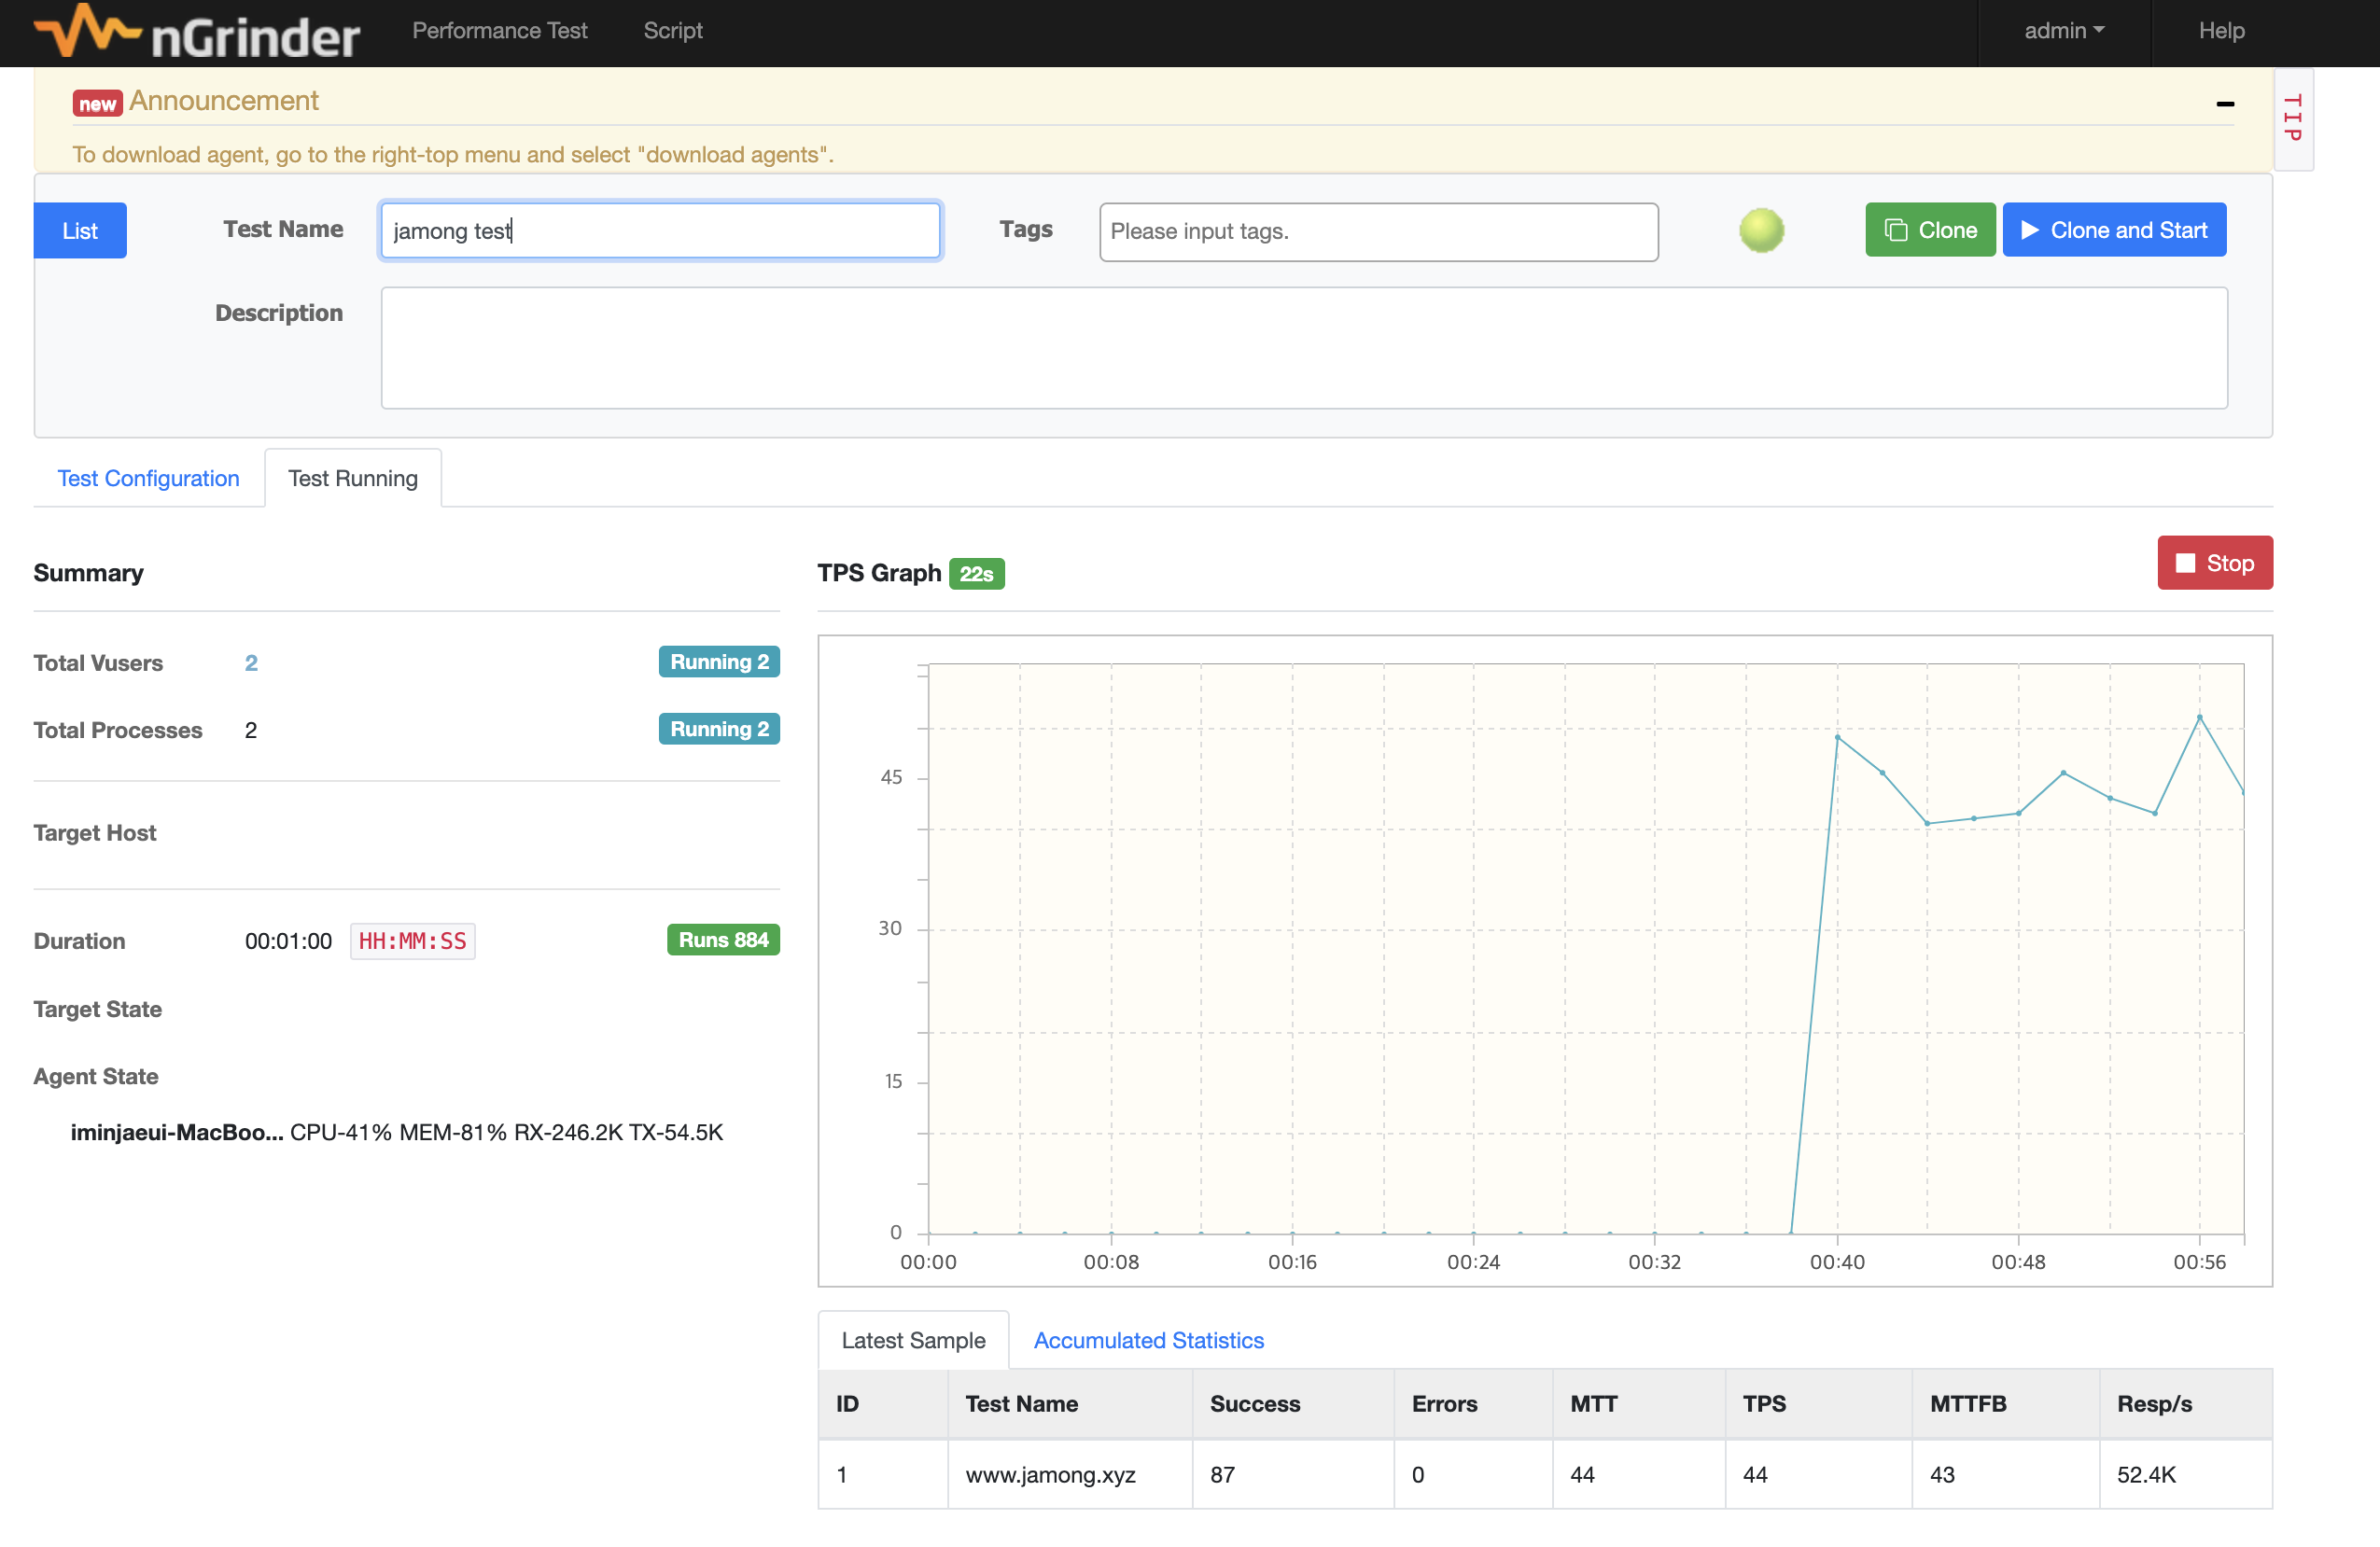 nGrinder Performance Test Script admin Help
new Announcement
To download agent, go to the right-top menu and select "download agents".
TIP
List Test Name jamong test Tags Please input tags. Clone Clone and Start
Description
Test Configuration Test Running
Summary
Total Vusers 2 Running 2
Total Processes 2 Running 2
Target Host
Duration 00:01:00 HH:MM:SS Runs 884
Target State
Agent State
iminjaeui-MacBoo... CPU-41% MEM-81% RX-246.2K TX-54.5K
TPS Graph 22s Stop
45
30
15
0
00:00 00:08 00:16 00:24 00:32 00:40 00:48 00:56
Latest Sample Accumulated Statistics
ID Test Name Success Errors MTT TPS MTTFB Resp/s
1 www.jamong.xyz 87 0 44 44 43 52.4K